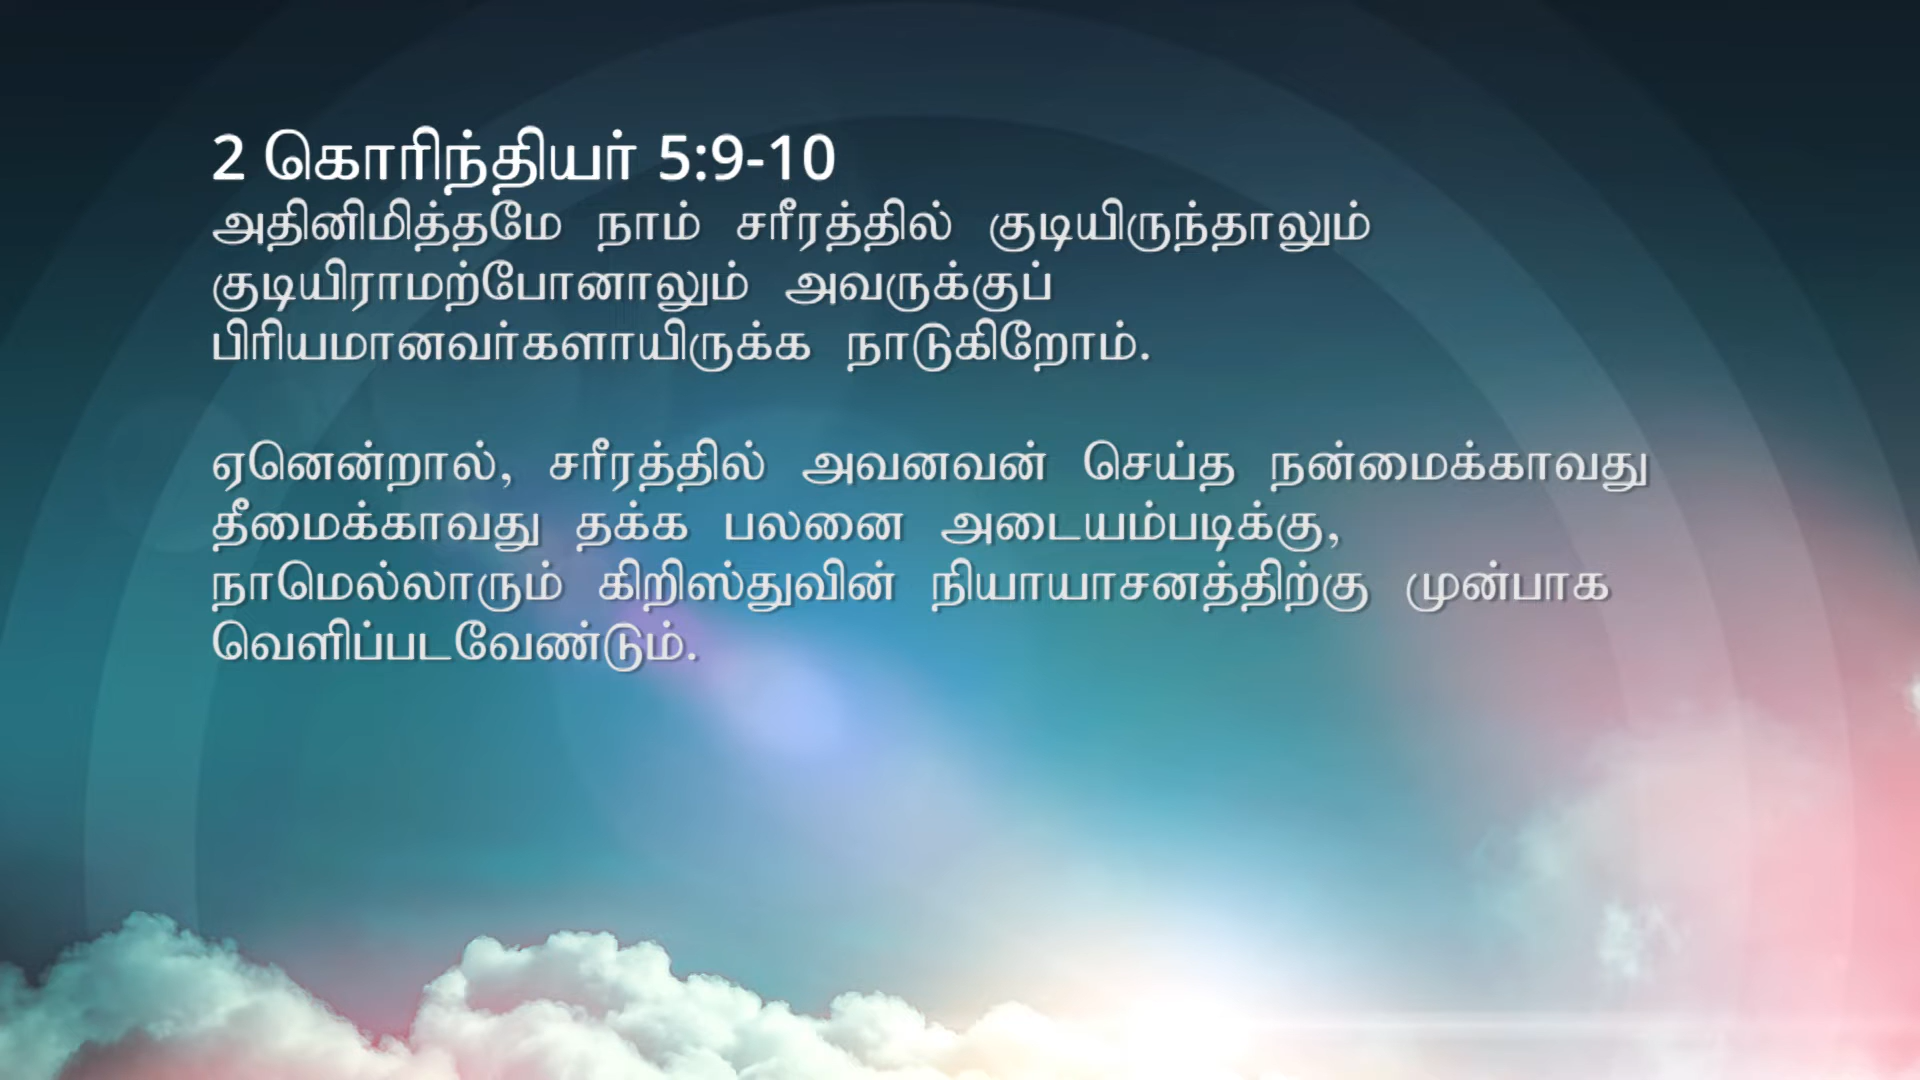 2 கொரிந்தியர் 5:9-10
அதினிமித்தமே நாம் சரீரத்தில் குடியிருந்தாலும்
குடியிராமற்போனாலும் அவருக்குப்
பிரியமானவர்களாயிருக்க நாடுகிறோம்.
ஏனென்றால், சரீரத்தில் அவனவன் செய்த நன்மைக்காவது
தீமைக்காவது தக்க பலனை அடையம்படிக்கு,
நாமெல்லாரும் கிறிஸ்துவின் நியாயாசனத்திற்கு முன்பாக
வெளிப்படவேண்டும்.